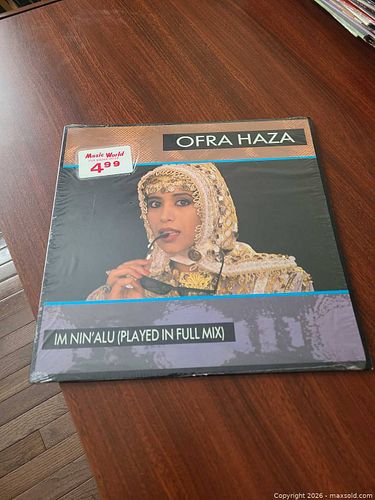 OFRA HAZA
Music World
4.99
IM NIN'ALU (PLAYED IN FULL MIX)
Copyright 2026 - maxsold.com